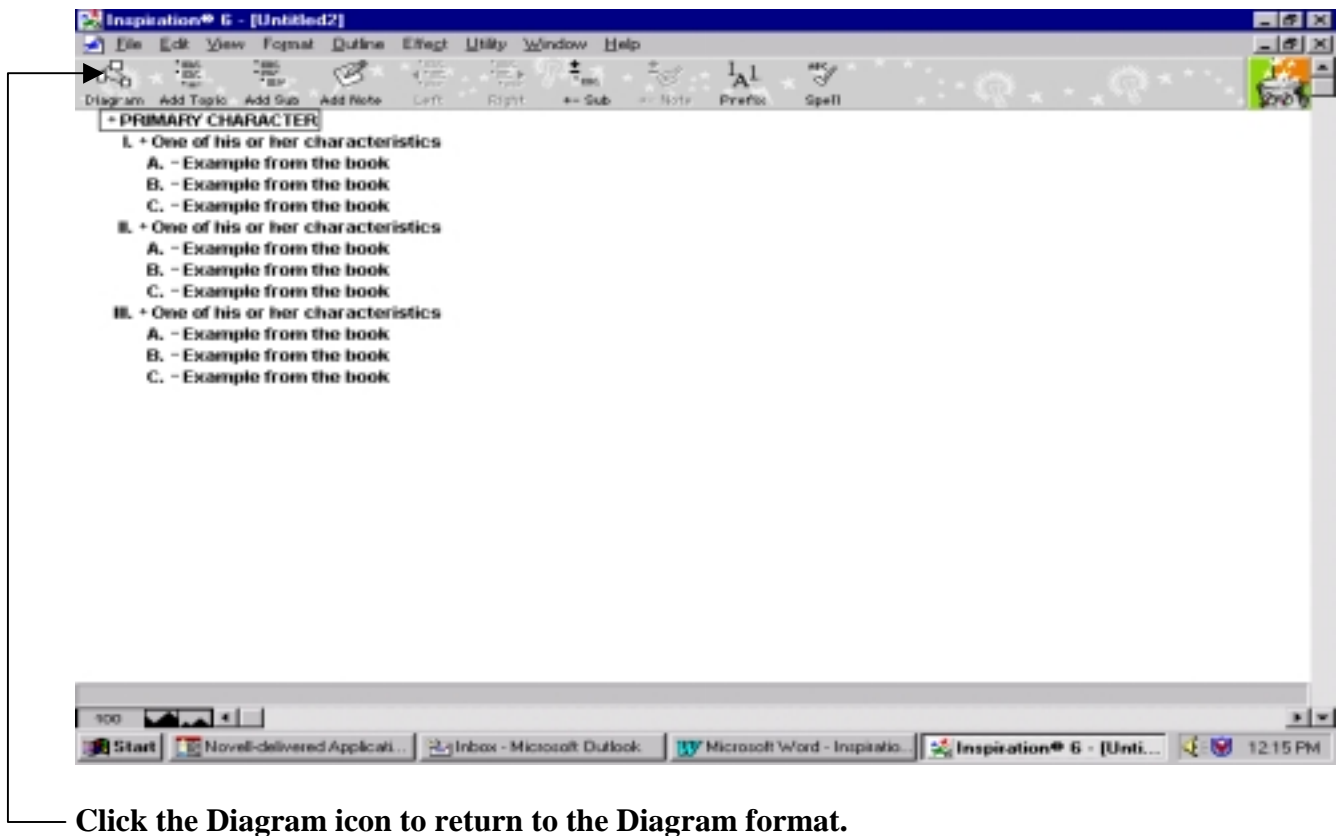 Inspiration® 6 - [Untitled2]
File Edit View Format Outline Effect Utility Window Help
Diagram Add Topic Add Sub Add Note Left Right +- Sub +- Note Prefix Spell
+ PRIMARY CHARACTER
I. + One of his or her characteristics
A. - Example from the book
B. - Example from the book
C. - Example from the book
II. + One of his or her characteristics
A. - Example from the book
B. - Example from the book
C. - Example from the book
III. + One of his or her characteristics
A. - Example from the book
B. - Example from the book
C. - Example from the book
100
Start Novell-delivered Applicati... Inbox - Microsoft Outlook Microsoft Word - Inspiratio... Inspiration® 6 - [Unti... 12:15 PM
Click the Diagram icon to return to the Diagram format.